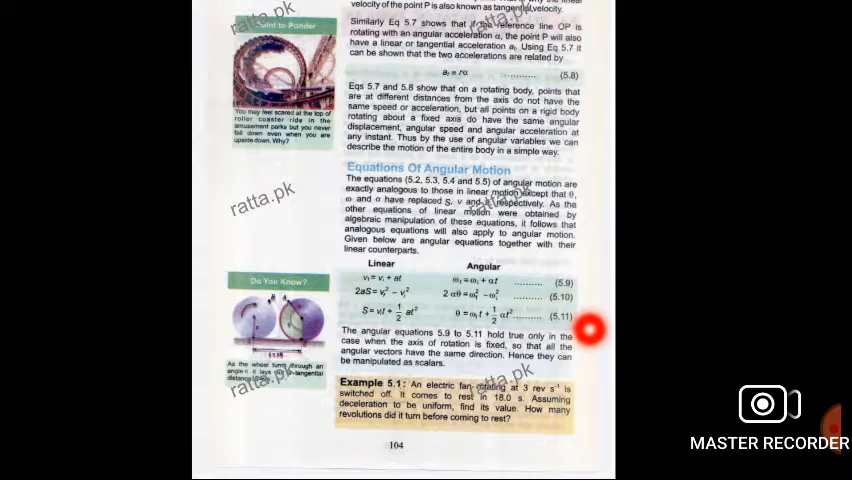 velocity of the point P is also known as tangential velocity.
Similarly Eq 5.7 shows that if the reference line OP is
rotating with an angular acceleration α, the point P will also
have a linear or tangential acceleration aₜ. Using Eq 5.7 it
can be shown that the two accelerations are related by
aₜ = rα ............ (5.8)
Eqs 5.7 and 5.8 show that on a rotating body, points that
are at different distances from the axis do not have the
same speed or acceleration, but all points on a rigid body
rotating about a fixed axis do have the same angular
displacement, angular speed and angular acceleration at
any instant. Thus by the use of angular variables we can
describe the motion of the entire body in a simple way.
Point to Ponder
You may feel scared at the top of
roller coaster ride in the
amusement parks but you never
fall down even when you are
upside down. Why?
Equations Of Angular Motion
The equations (5.2, 5.3, 5.4 and 5.5) of angular motion are
exactly analogous to those in linear motion except that θ,
ω and α have replaced S, v and respectively. As the
other equations of linear motion were obtained by
algebraic manipulation of these equations, it follows that
analogous equations will also apply to angular motion.
Given below are angular equations together with their
linear counterparts.
Linear Angular
v_f = v_i + at ω_f = ω_i + αt .......... (5.9)
2aS = v_f² − v_i² 2 αθ = ω_f² − ω_i² .......... (5.10)
S = v_i t + 1/2 at² θ = ω_i t + 1/2 αt² .......... (5.11)
The angular equations 5.9 to 5.11 hold true only in the
case when the axis of rotation is fixed, so that all the
angular vectors have the same direction. Hence they can
be manipulated as scalars.
Do You Know?
As the wheel turns through an
angle θ it lays out a tangential
distance
Example 5.1: An electric fan rotating at 3 rev s⁻¹ is
switched off. It comes to rest in 18.0 s. Assuming
deceleration to be uniform, find its value. How many
revolutions did it turn before coming to rest?
104
ratta.pk
ratta.pk
ratta.pk
ratta.pk
ratta.pk
ratta.pk
MASTER RECORDER